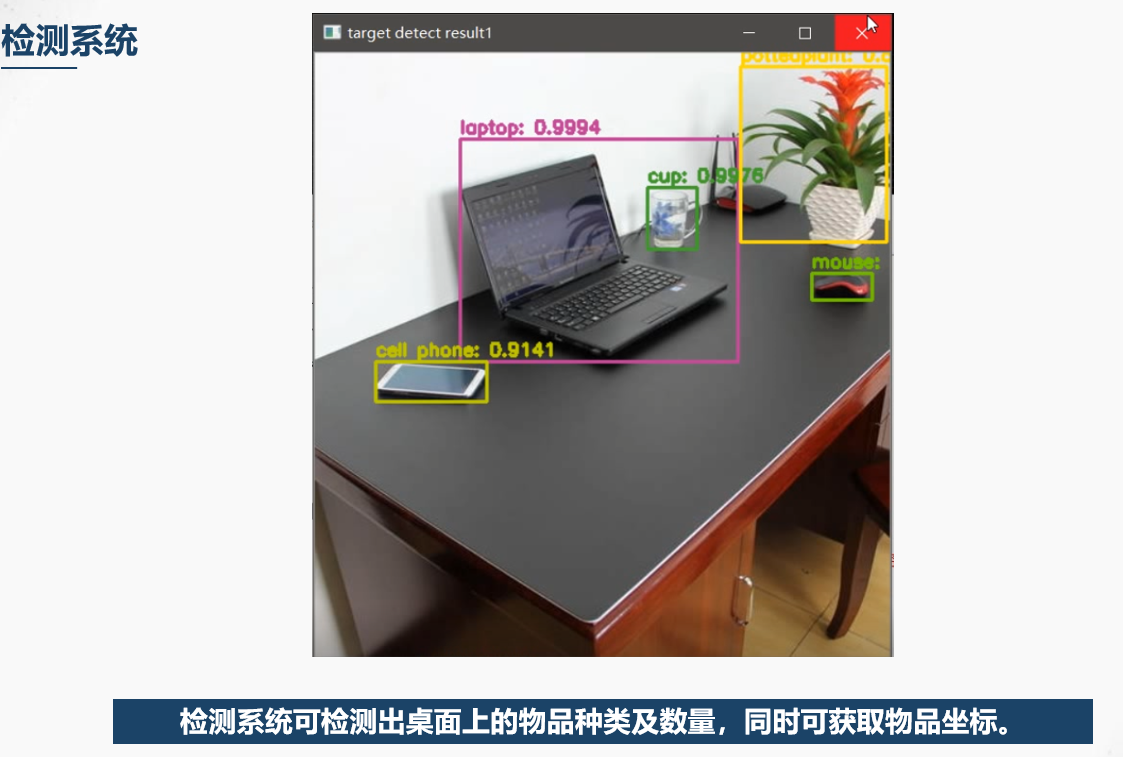 检测系统
target detect result1
pottedplant: 0.
laptop: 0.9994
cup: 0.9976
mouse:
cell phone: 0.9141
检测系统可检测出桌面上的物品种类及数量，同时可获取物品坐标。